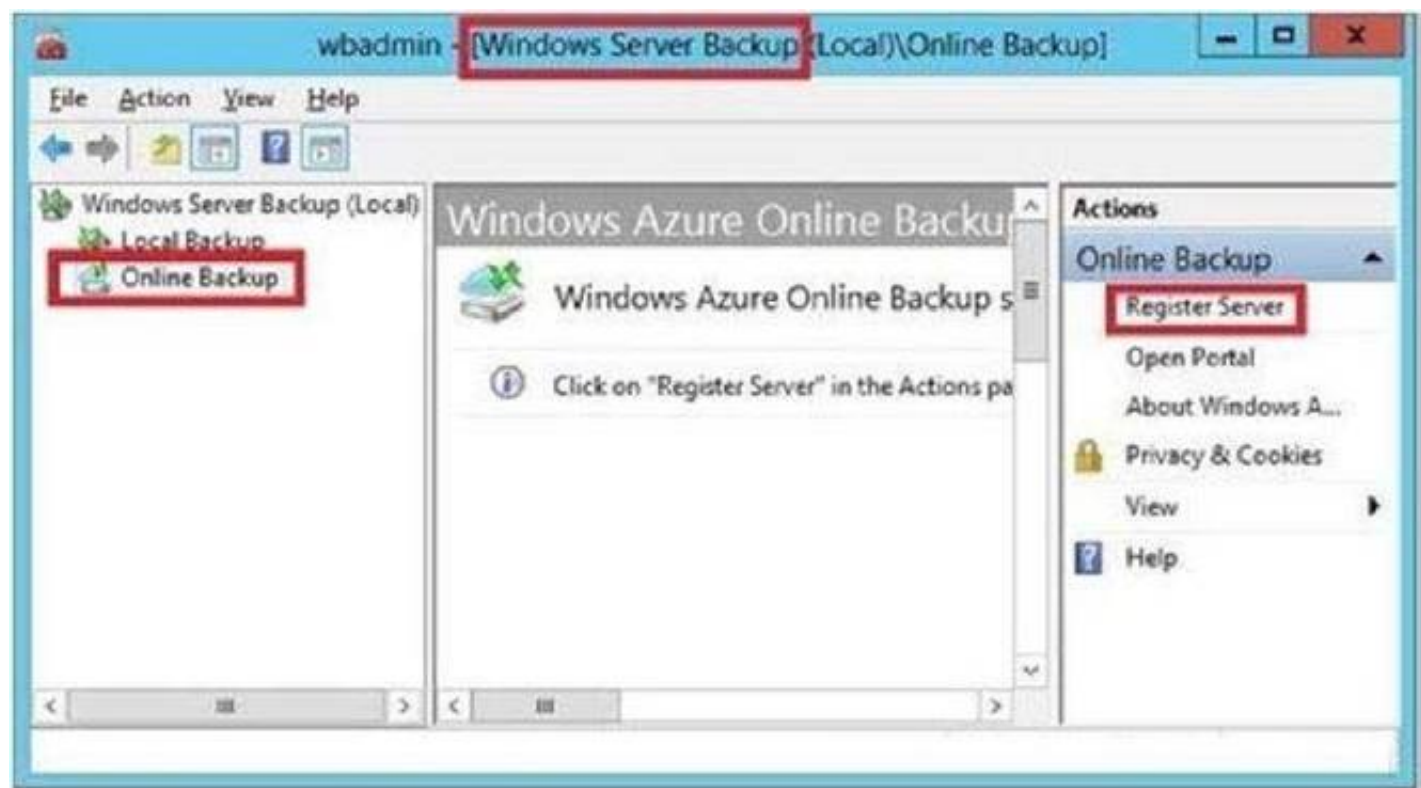 wbadmin - [Windows Server Backup (Local)\Online Backup]
File Action View Help
Windows Server Backup (Local)
Local Backup
Online Backup
Windows Azure Online Backup
Windows Azure Online Backup s
Click on "Register Server" in the Actions pa
Actions
Online Backup
Register Server
Open Portal
About Windows A...
Privacy & Cookies
View
Help